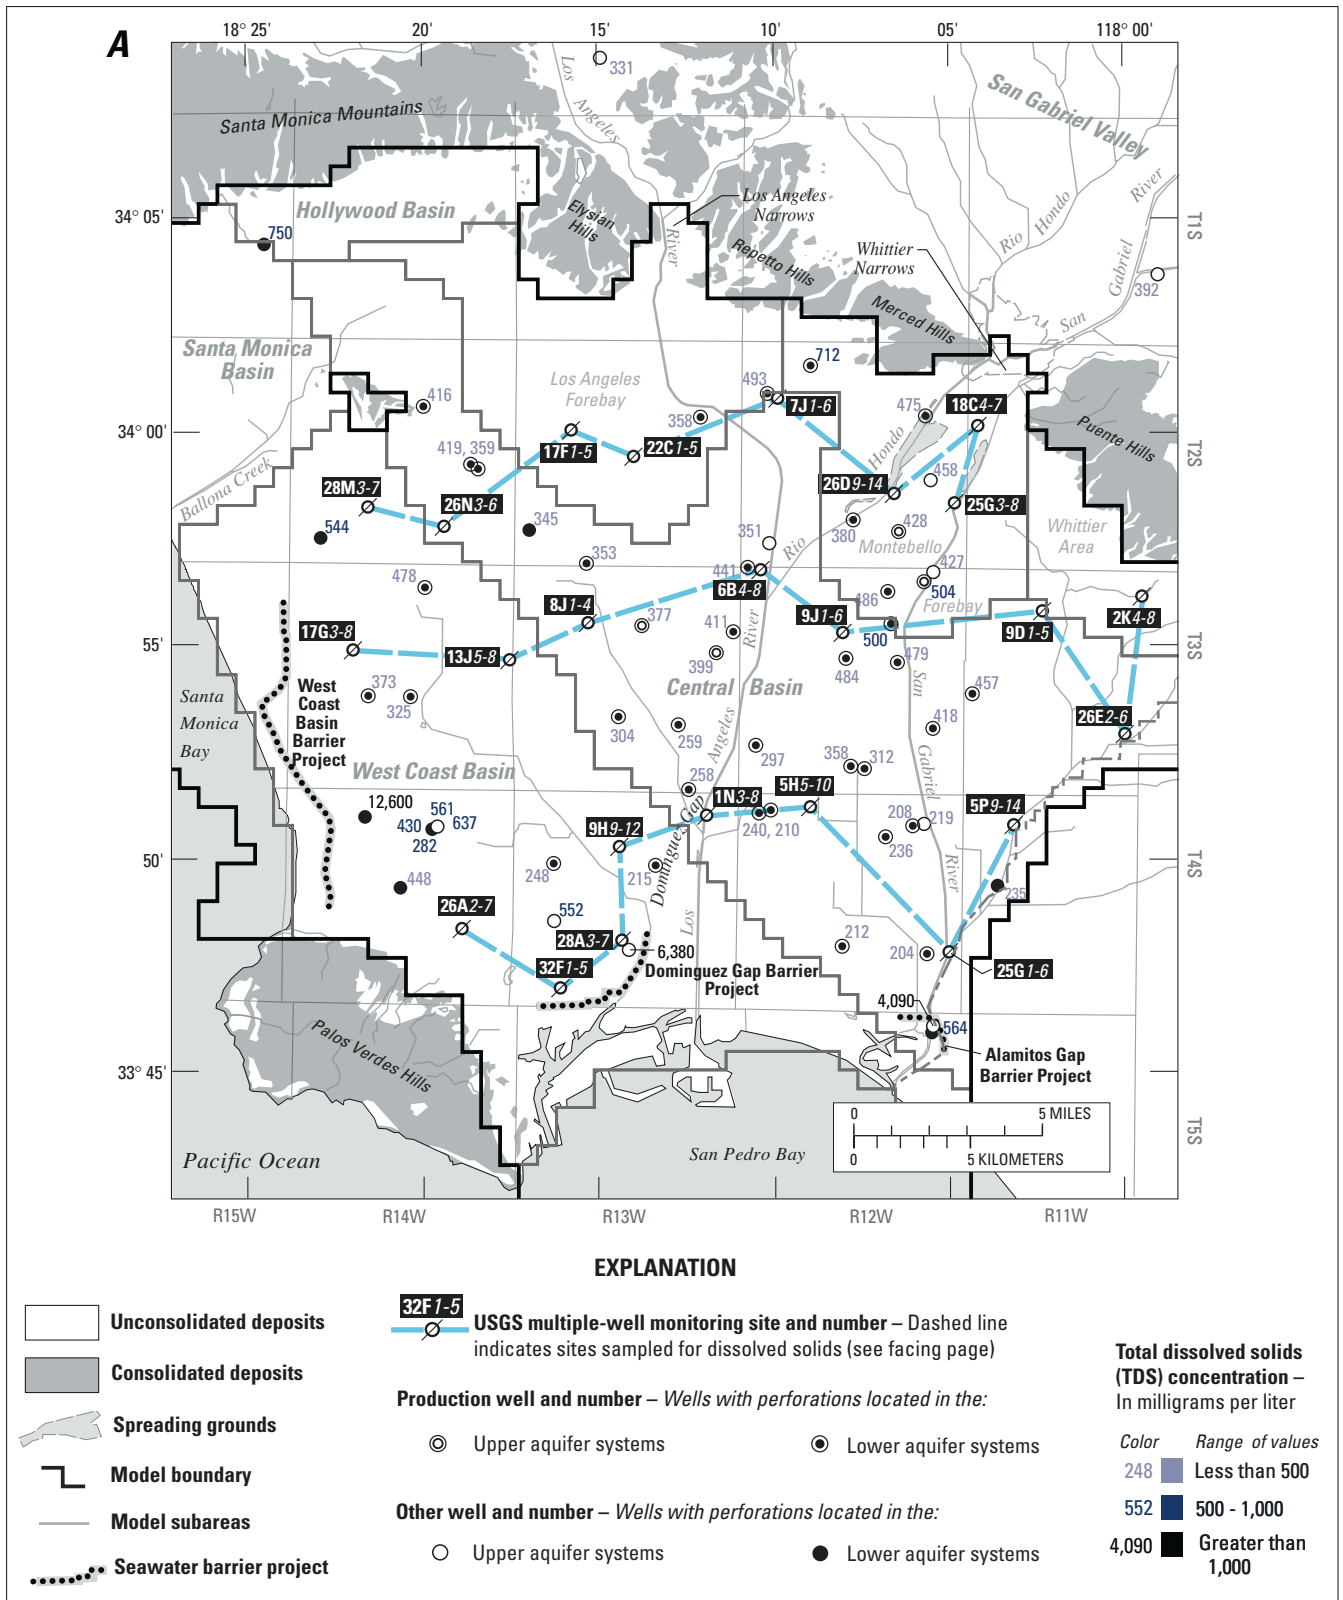 A
18° 25'
20'
15'
10'
05'
118° 00'
331
Los
Angeles
San Gabriel Valley
Santa Monica Mountains
River
Los Angeles
Narrows
Hondo
34° 05'
Hollywood Basin
Elysian
Hills
River
Rio
T1S
750
Repetto Hills
Whittier
Narrows
Gabriel
392
Merced Hills
San
Santa Monica
Basin
712
Los Angeles
Forebay
493
416
475
18C4-7
7J1-6
358
34° 00'
Puente Hills
T2S
17F1-5
22C1-5
419, 359
Hondo
458
Ballona Creek
28M3-7
26D9-14
26N3-6
25G3-8
544
345
351
380
428
Whittier
Area
Rio
Montebello
353
427
441
478
6B4-8
486
504
Forebay
8J1-4
9J1-6
2K4-8
377
411
River
17G3-8
500
9D1-5
55'
13J5-8
399
484
479
T3S
Santa
Monica
Bay
West
Coast
Basin
Barrier
Project
373
325
Central Basin
San
457
26E2-6
304
259
Angeles
418
297
358
312
West Coast Basin
258
Gabriel
12,600
561
1N3-8
5H5-10
5P9-14
430
637
282
9H9-12
240, 210
208
219
236
50'
Dominguez Gap
River
T4S
448
248
215
235
26A2-7
552
Los
212
28A3-7
204
6,380
32F1-5
Dominguez Gap Barrier
Project
25G1-6
4,090
564
Palos Verdes Hills
Alamitos Gap
Barrier Project
33° 45'
0
5 MILES
T5S
San Pedro Bay
Pacific Ocean
0
5 KILOMETERS
R15W
R14W
R13W
R12W
R11W
EXPLANATION
Unconsolidated deposits
Consolidated deposits
Spreading grounds
Model boundary
Model subareas
Seawater barrier project
32F1-5
USGS multiple-well monitoring site and number – Dashed line
indicates sites sampled for dissolved solids (see facing page)
Production well and number – Wells with perforations located in the:
Upper aquifer systems
Lower aquifer systems
Other well and number – Wells with perforations located in the:
Upper aquifer systems
Lower aquifer systems
Total dissolved solids
(TDS) concentration –
In milligrams per liter
Color
Range of values
248
Less than 500
552
500 - 1,000
4,090
Greater than
1,000